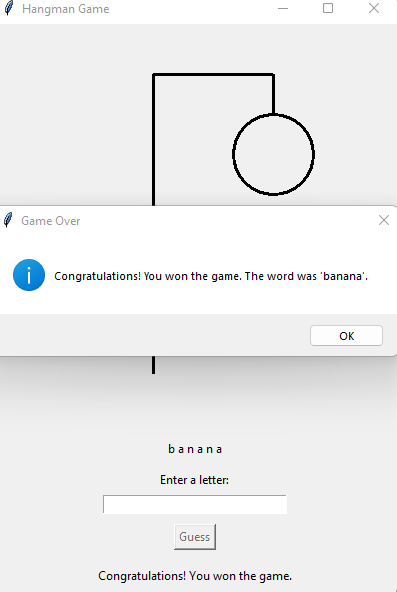 Hangman Game
Game Over
Congratulations! You won the game. The word was 'banana'.
OK
b a n a n a
Enter a letter:
Guess
Congratulations! You won the game.